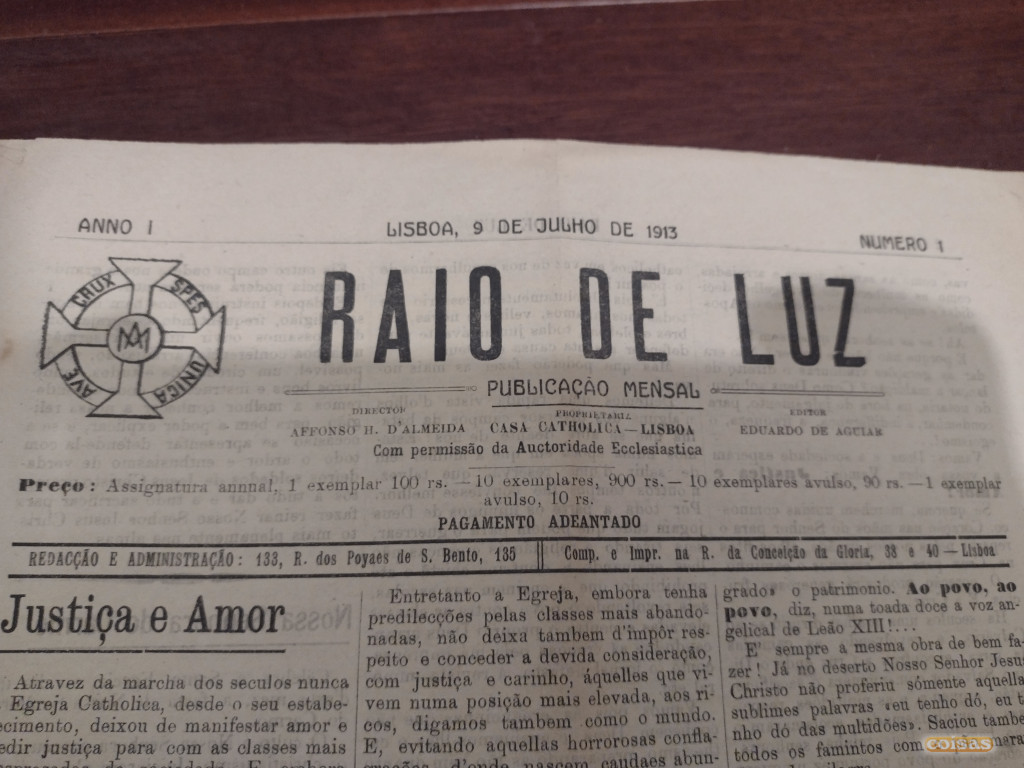 ANNO I
LISBOA, 9 DE JULHO DE 1913
NUMERO 1
CRUX
SPES
AVE
UNICA
RAIO DE LUZ
PUBLICAÇÃO MENSAL
DIRECTOR
AFFONSO H. D'ALMEIDA
PROPRIETARIA
CASA CATHOLICA — LISBOA
EDITOR
EDUARDO DE AGUIAR
Com permissão da Auctoridade Ecclesiastica
Preço: Assignatura annual, 1 exemplar 100 rs. — 10 exemplares, 900 rs. — 10 exemplares avulso, 90 rs. — 1 exemplar
avulso, 10 rs.
PAGAMENTO ADEANTADO
REDACÇÃO E ADMINISTRAÇÃO: 133, R. dos Poyaes de S. Bento, 135
Comp. e Impr. na R. da Conceição da Gloria, 38 e 40 — Lisboa
Justiça e Amor
Atravez da marcha dos seculos nunca
Egreja Catholica, desde o seu estabe-
ecimento, deixou de manifestar amor e
edir justiça para com as classes mais
Entretanto a Egreja, embora tenha
predilecções pelas classes mais abando-
nadas, não deixa tambem d'impôr res-
peito e conceder a devida consideração,
com justiça e carinho, áquelles que vi-
vem numa posição mais elevada, aos ri-
cos, digamos tambem como o mundo.
E, evitando aquellas horrorosas confla-
grações, d'onde nascem caudaes abun-
grados o patrimonio. Ao povo, ao
povo, diz, numa toada doce a voz an-
gelical de Leão XIII!...
E' sempre a mesma obra de bem fa-
zer! Já no deserto Nosso Senhor Jesus
Christo não proferiu sómente aquella
sublimes palavras «eu tenho dó, eu t
nho dó das multidões». Saciou tambe
todos os famintos com
coisas